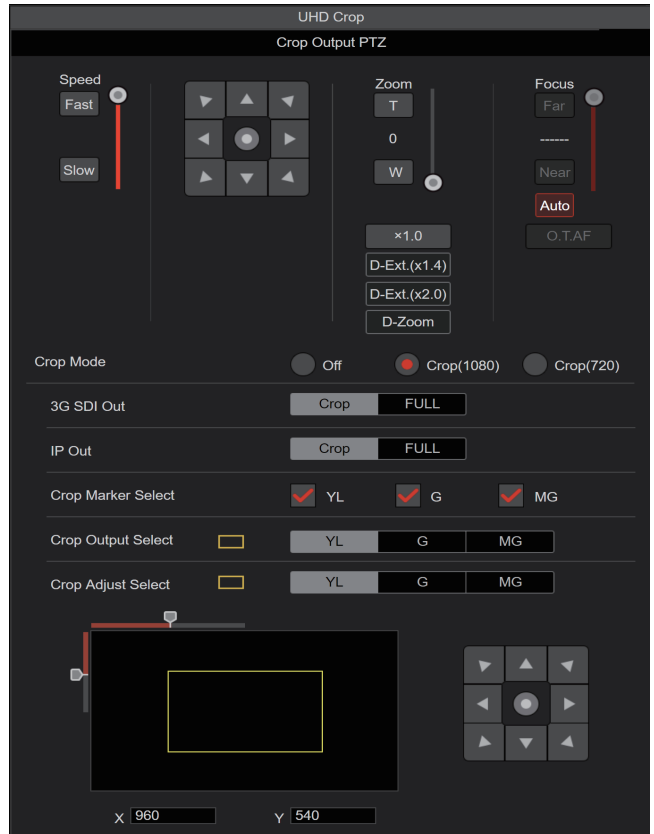 UHD Crop
Crop Output PTZ
Speed
Fast
Slow
Zoom
T
0
W
×1.0
D-Ext.(x1.4)
D-Ext.(x2.0)
D-Zoom
Focus
Far
------
Near
Auto
O.T.AF
Crop Mode Off Crop(1080) Crop(720)
3G SDI Out Crop FULL
IP Out Crop FULL
Crop Marker Select YL G MG
Crop Output Select YL G MG
Crop Adjust Select YL G MG
X 960 Y 540